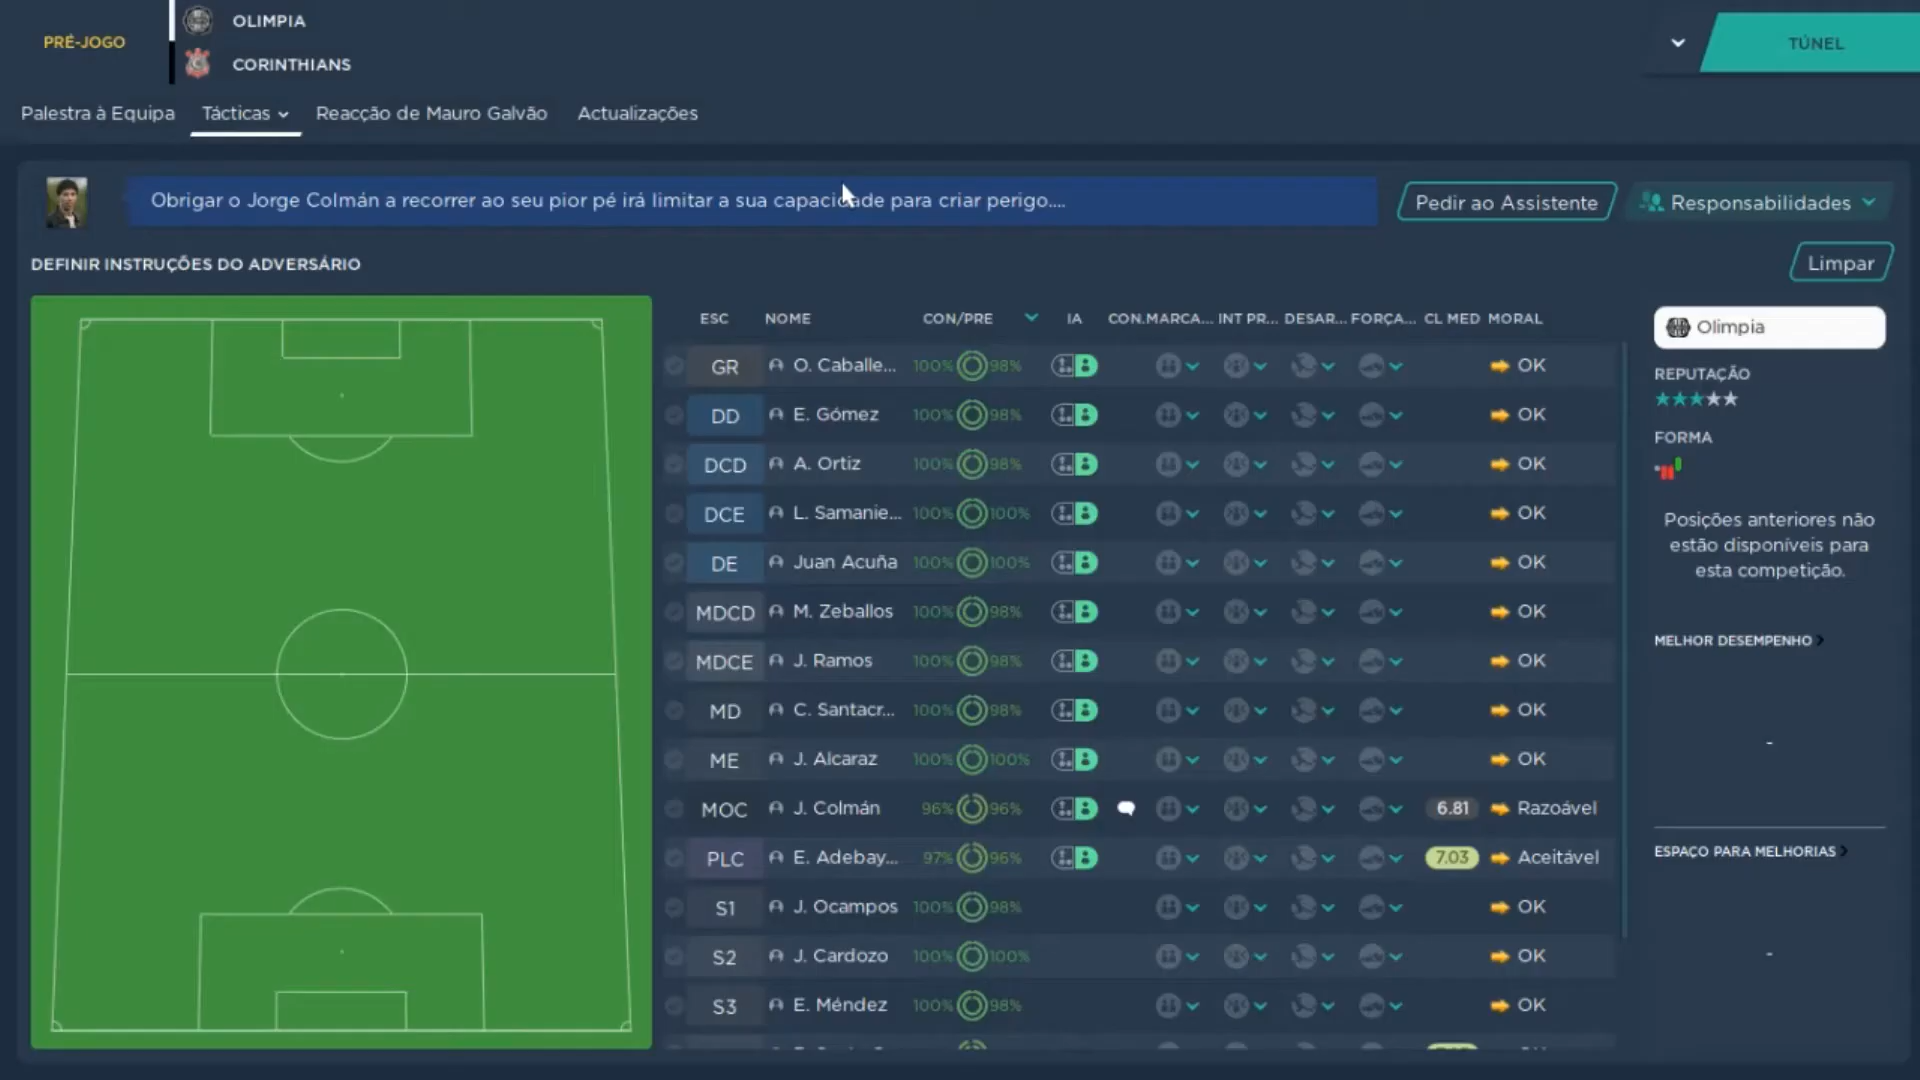 PRÉ-JOGO
OLIMPIA
CORINTHIANS
TÚNEL
Palestra à Equipa Tácticas Reacção de Mauro Galvão Actualizações
Obrigar o Jorge Colmán a recorrer ao seu pior pé irá limitar a sua capacidade para criar perigo....
Pedir ao Assistente Responsabilidades
DEFINIR INSTRUÇÕES DO ADVERSÁRIO
Limpar
ESC NOME CON/PRE IA CON.MARCA... INT PR... DESAR... FORÇA... CL MED MORAL
GR O. Caballe... 100% 98% OK
DD E. Gómez 100% 98% OK
DCD A. Ortiz 100% 98% OK
DCE L. Samanie... 100% 100% OK
DE Juan Acuña 100% 100% OK
MDCD M. Zeballos 100% 98% OK
MDCE J. Ramos 100% 98% OK
MD C. Santacr... 100% 98% OK
ME J. Alcaraz 100% 100% OK
MOC J. Colmán 96% 96% 6.81 Razoável
PLC E. Adebay... 97% 96% 7.03 Aceitável
S1 J. Ocampos 100% 98% OK
S2 J. Cardozo 100% 100% OK
S3 E. Méndez 100% 98% OK
Olimpia
REPUTAÇÃO
FORMA
Posições anteriores não
estão disponíveis para
esta competição.
MELHOR DESEMPENHO
-
ESPAÇO PARA MELHORIAS
-